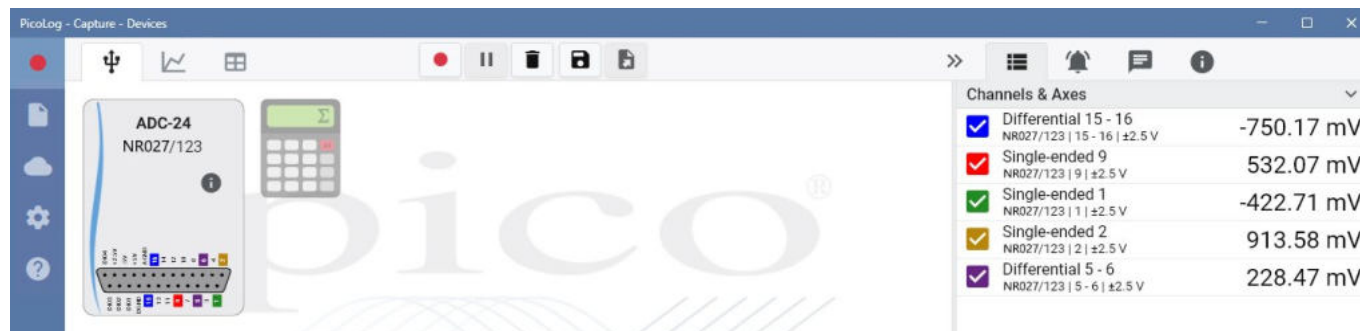 PicoLog - Capture - Devices
ADC-24
NR027/123
Σ
pico®
Channels & Axes
Differential 15 - 16
NR027/123 | 15 - 16 | ±2.5 V
-750.17 mV
Single-ended 9
NR027/123 | 9 | ±2.5 V
532.07 mV
Single-ended 1
NR027/123 | 1 | ±2.5 V
-422.71 mV
Single-ended 2
NR027/123 | 2 | ±2.5 V
913.58 mV
Differential 5 - 6
NR027/123 | 5 - 6 | ±2.5 V
228.47 mV